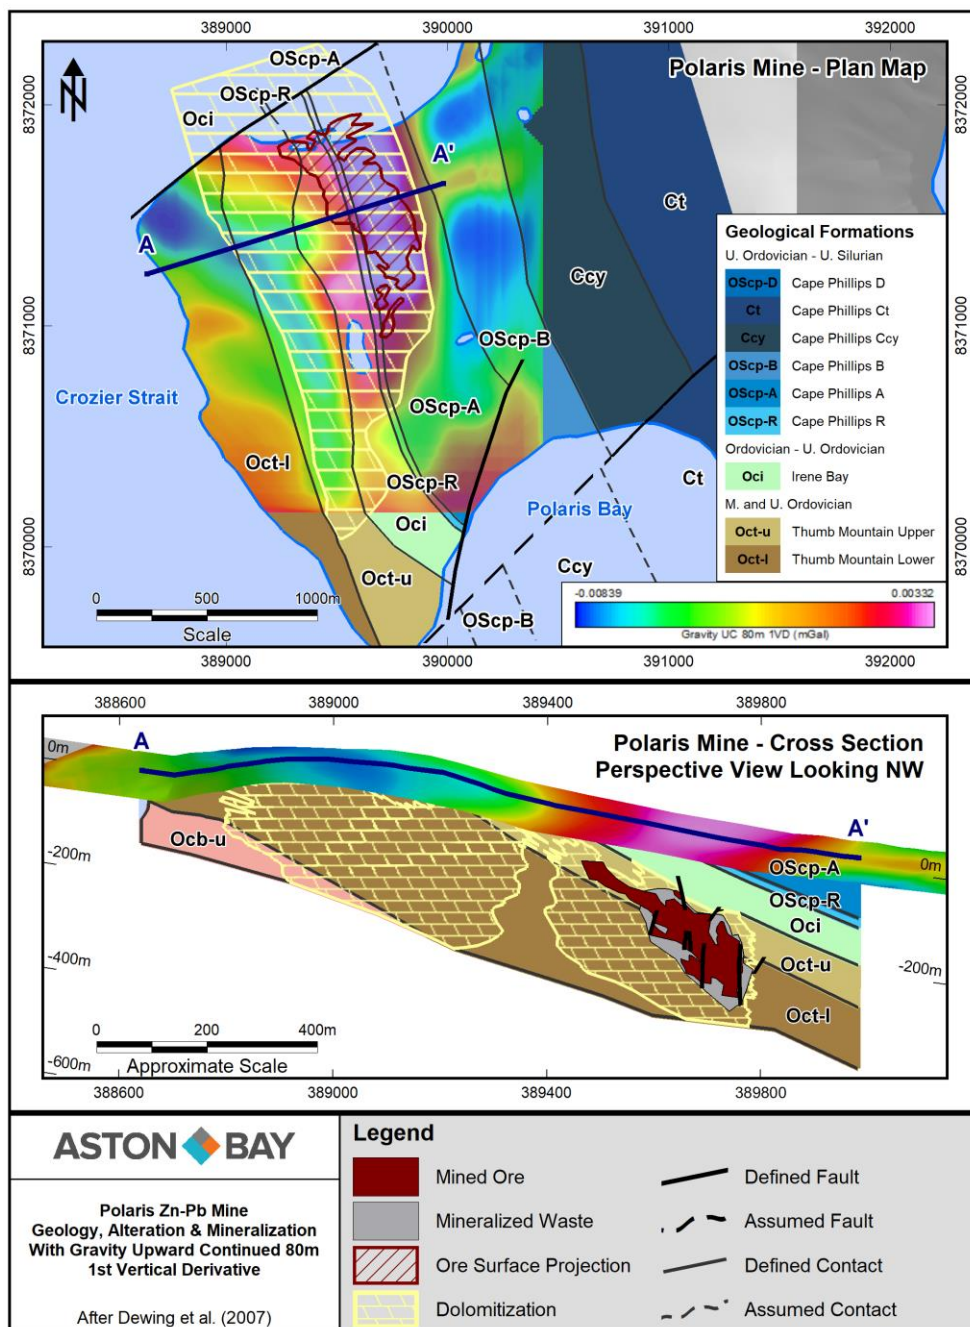 389000 390000 391000 392000
Polaris Mine - Plan Map
N
8372000
8371000
8370000
8372000
8371000
8370000
OScp-A
OScp-R
Oci
A'
A
Ct
Ccy
OScp-B
OScp-A
Crozier Strait
Oct-l
OScp-R
Oci
Polaris Bay
Ct
Oct-u
Ccy
OScp-B
Geological Formations
U. Ordovician - U. Silurian
OScp-D Cape Phillips D
Ct Cape Phillips Ct
Ccy Cape Phillips Ccy
OScp-B Cape Phillips B
OScp-A Cape Phillips A
OScp-R Cape Phillips R
Ordovician - U. Ordovician
Oci Irene Bay
M. and U. Ordovician
Oct-u Thumb Mountain Upper
Oct-l Thumb Mountain Lower
-0.00839 0.00332
Gravity UC 80m 1VD (mGal)
0 500 1000m
Scale
389000 390000 391000 392000
388600 389000 389400 389800
Polaris Mine - Cross Section
Perspective View Looking NW
0m
A
A'
0m
-200m
-400m
-600m
-200m
Ocb-u
OScp-A
OScp-R
Oci
Oct-u
Oct-l
0 200 400m
Approximate Scale
388600 389000 389400 389800
ASTON BAY
Polaris Zn-Pb Mine
Geology, Alteration & Mineralization
With Gravity Upward Continued 80m
1st Vertical Derivative
After Dewing et al. (2007)
Legend
Mined Ore
Mineralized Waste
Ore Surface Projection
Dolomitization
Defined Fault
Assumed Fault
Defined Contact
Assumed Contact